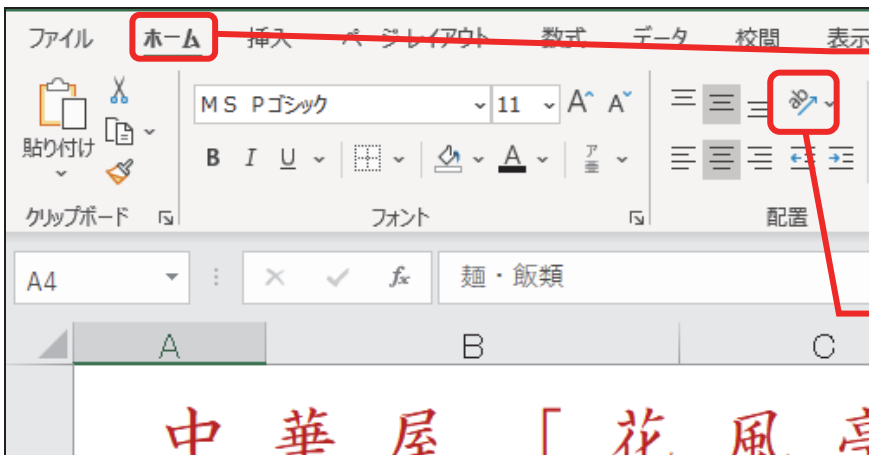 ファイル ホーム 挿入 ページ レイアウト 数式 データ 校閲 表示
貼り付け
ＭＳ Ｐゴシック 11 A A
B I U A ア亜
クリップボード フォント 配置
A4 fx 麺・飯類
A B C
中華屋「花風亭